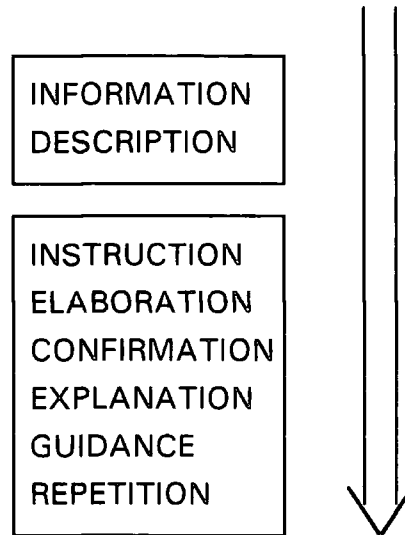 INFORMATION
DESCRIPTION
INSTRUCTION
ELABORATION
CONFIRMATION
EXPLANATION
GUIDANCE
REPETITION